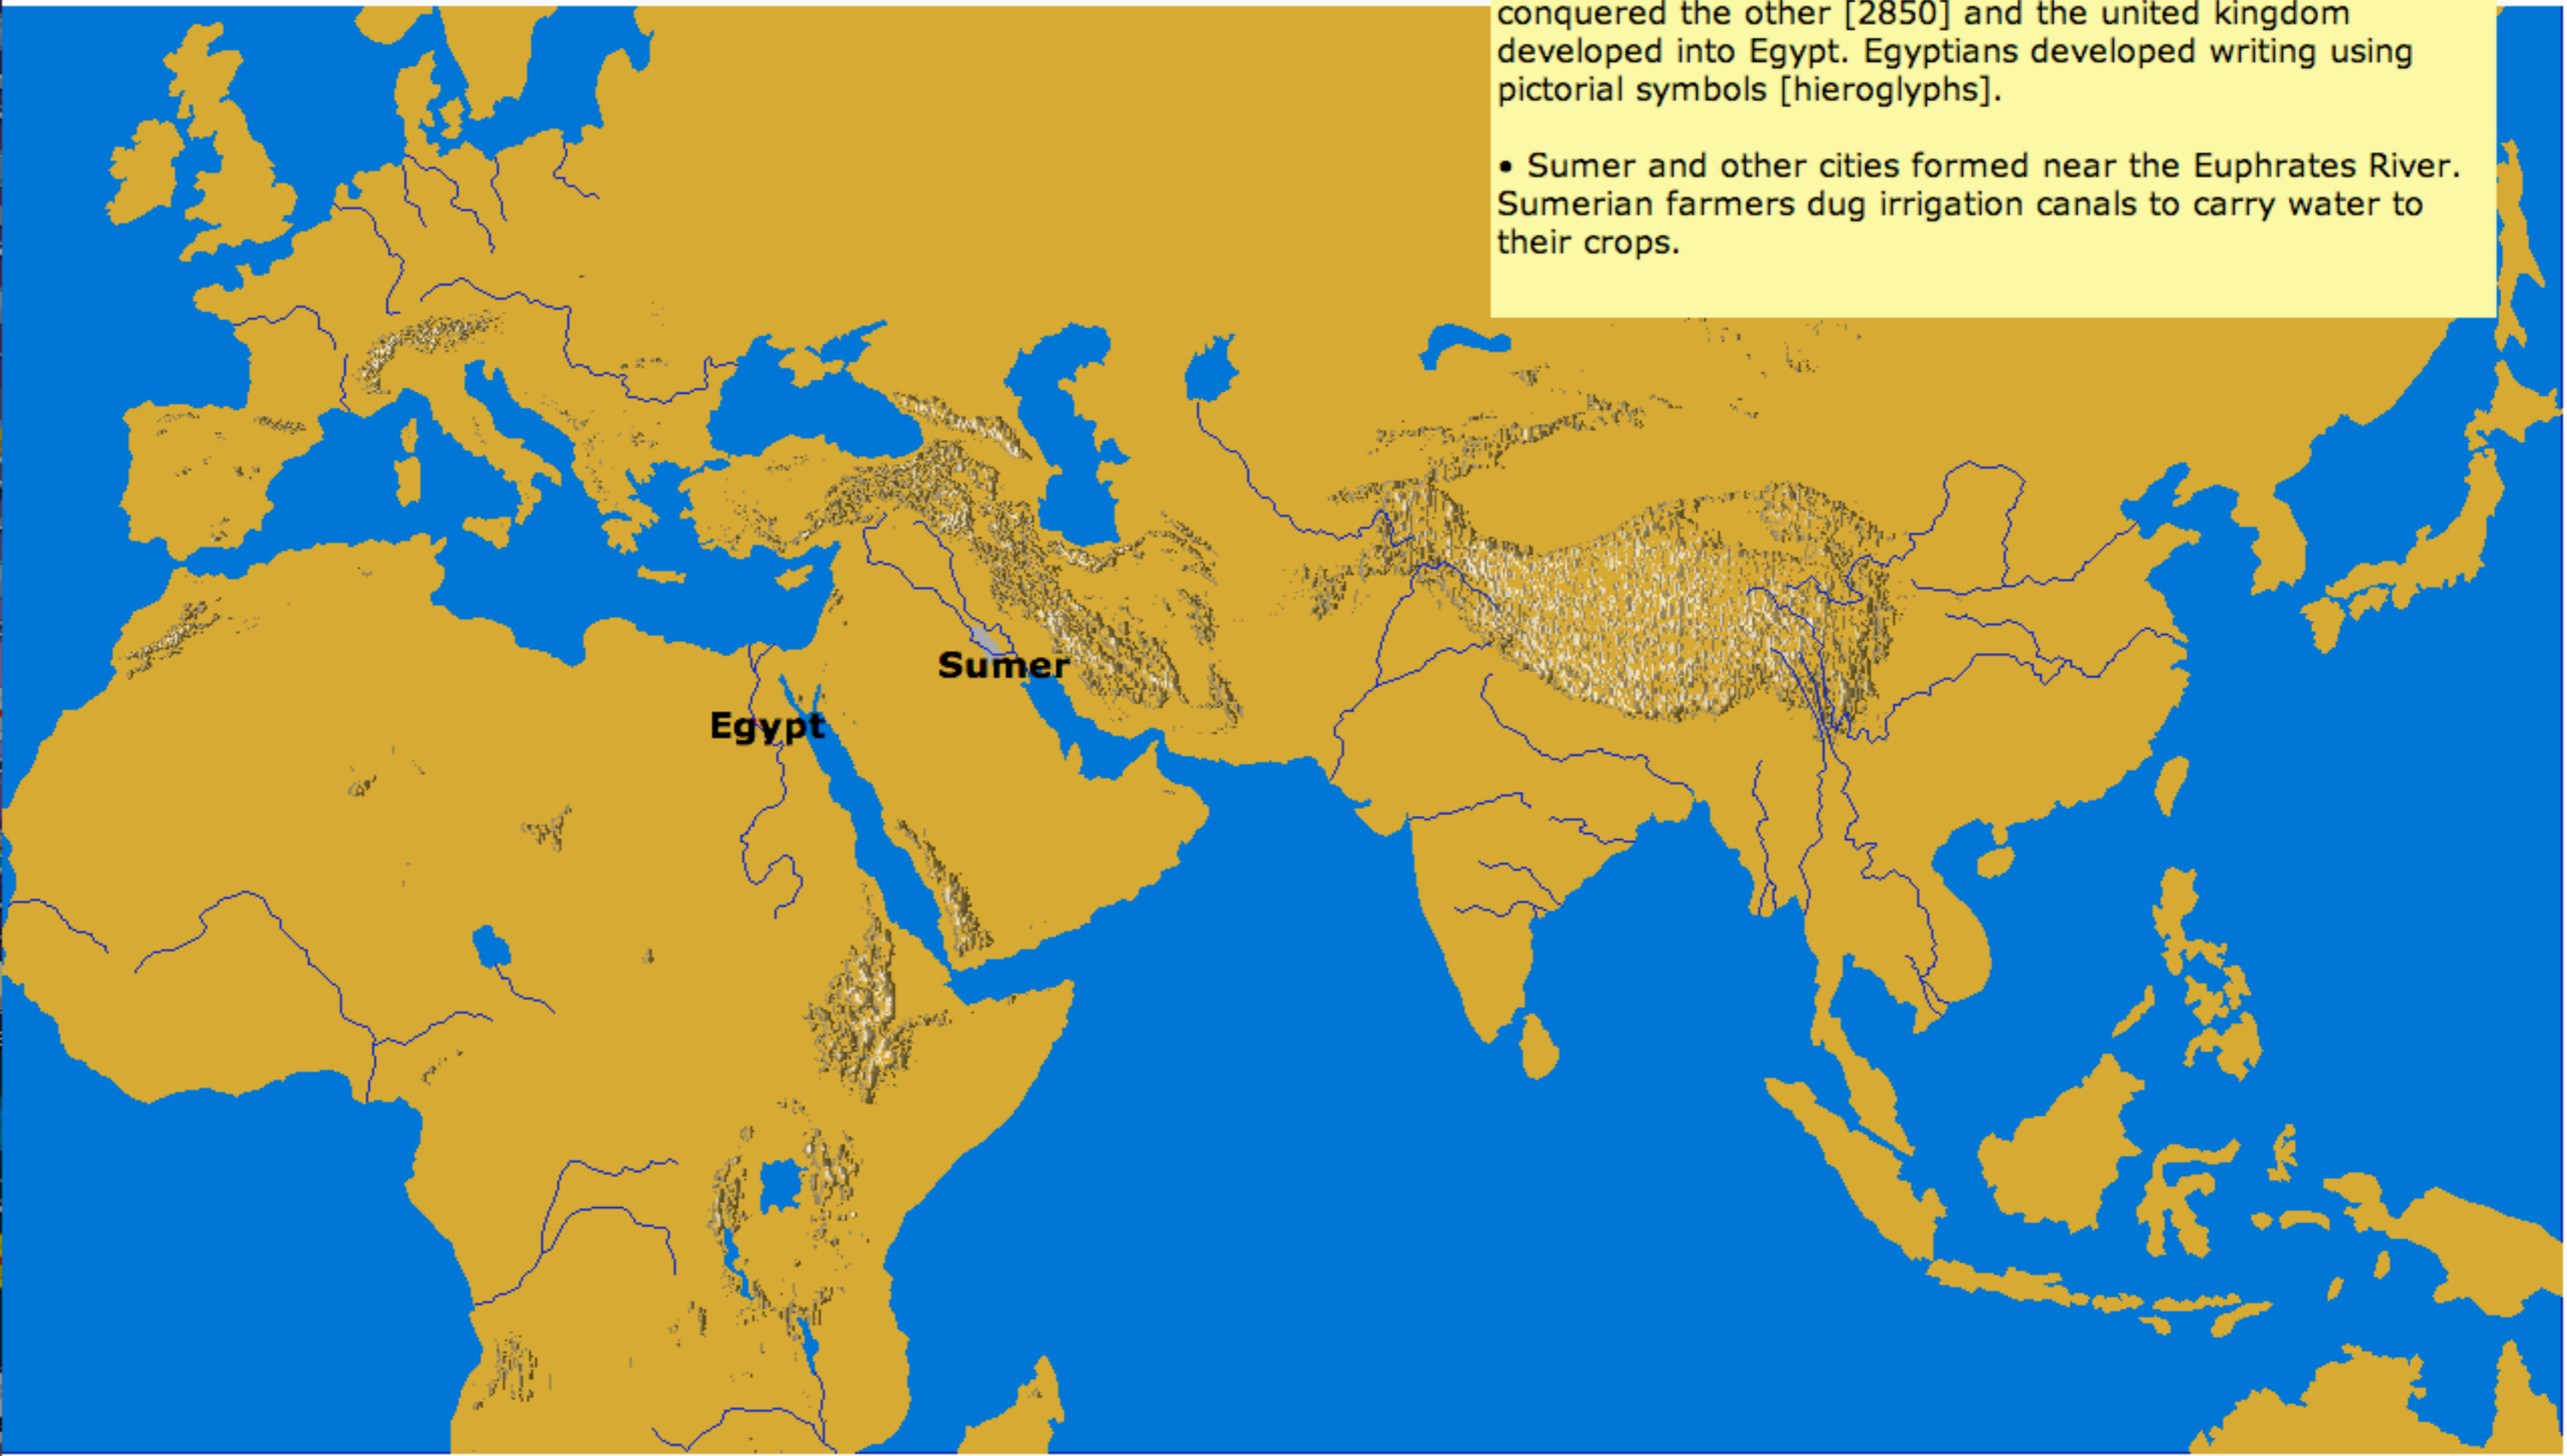 conquered the other [2850] and the united kingdom
developed into Egypt. Egyptians developed writing using
pictorial symbols [hieroglyphs].
• Sumer and other cities formed near the Euphrates River.
Sumerian farmers dug irrigation canals to carry water to
their crops.
Sumer
Egypt